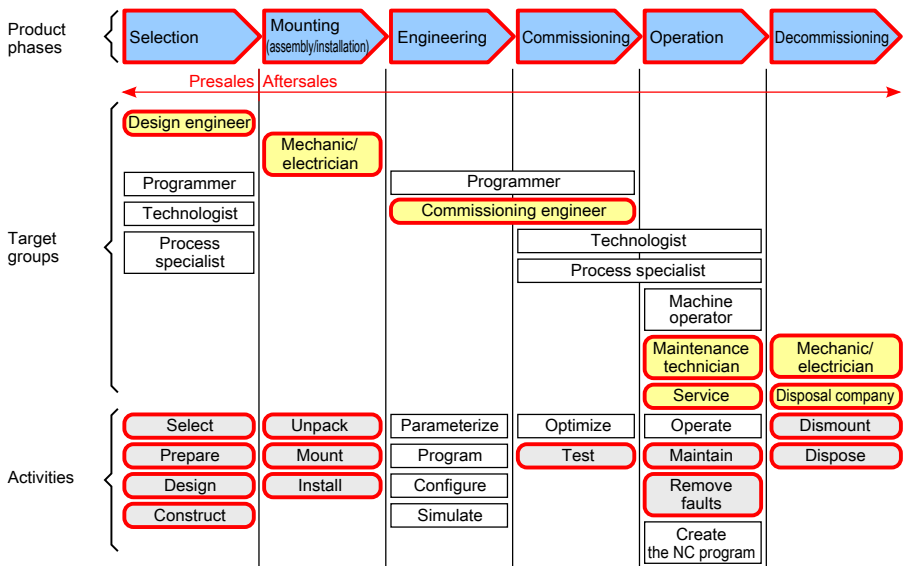 Product
phases
Selection
Mounting
(assembly/installation)
Engineering
Commissioning
Operation
Decommissioning
Presales
Aftersales
Target
groups
Design engineer
Mechanic/
electrician
Programmer
Programmer
Technologist
Commissioning engineer
Process
specialist
Technologist
Process specialist
Machine
operator
Maintenance
technician
Mechanic/
electrician
Service
Disposal company
Activities
Select
Unpack
Parameterize
Optimize
Operate
Dismount
Prepare
Mount
Program
Test
Maintain
Dispose
Design
Install
Configure
Remove
faults
Construct
Simulate
Create
the NC program